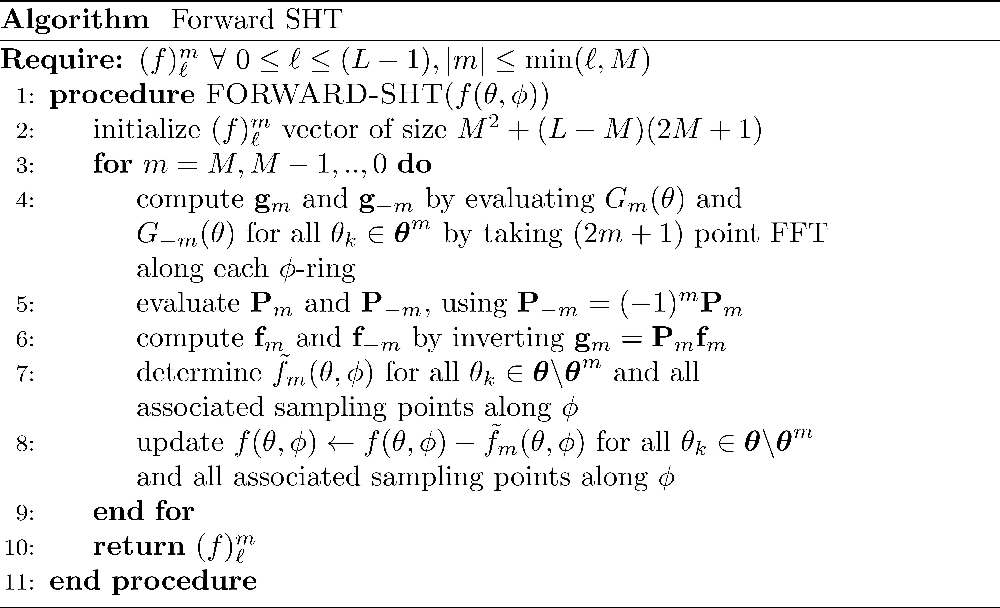 Algorithm Forward SHT
Require: $(f)_\ell^m \ \forall \ 0 \leq \ell \leq (L-1), |m| \leq \min(\ell, M)$
1: procedure FORWARD-SHT$(f(\theta, \phi))$
2: initialize $(f)_\ell^m$ vector of size $M^2 + (L-M)(2M+1)$
3: for $m = M, M-1, .., 0$ do
4: compute $\mathbf{g}_m$ and $\mathbf{g}_{-m}$ by evaluating $G_m(\theta)$ and
$G_{-m}(\theta)$ for all $\theta_k \in \boldsymbol{\theta}^m$ by taking $(2m+1)$ point FFT
along each $\phi$-ring
5: evaluate $\mathbf{P}_m$ and $\mathbf{P}_{-m}$, using $\mathbf{P}_{-m} = (-1)^m \mathbf{P}_m$
6: compute $\mathbf{f}_m$ and $\mathbf{f}_{-m}$ by inverting $\mathbf{g}_m = \mathbf{P}_m \mathbf{f}_m$
7: determine $\tilde{f}_m(\theta, \phi)$ for all $\theta_k \in \boldsymbol{\theta} \backslash \boldsymbol{\theta}^m$ and all
associated sampling points along $\phi$
8: update $f(\theta, \phi) \leftarrow f(\theta, \phi) - \tilde{f}_m(\theta, \phi)$ for all $\theta_k \in \boldsymbol{\theta} \backslash \boldsymbol{\theta}^m$
and all associated sampling points along $\phi$
9: end for
10: return $(f)_\ell^m$
11: end procedure